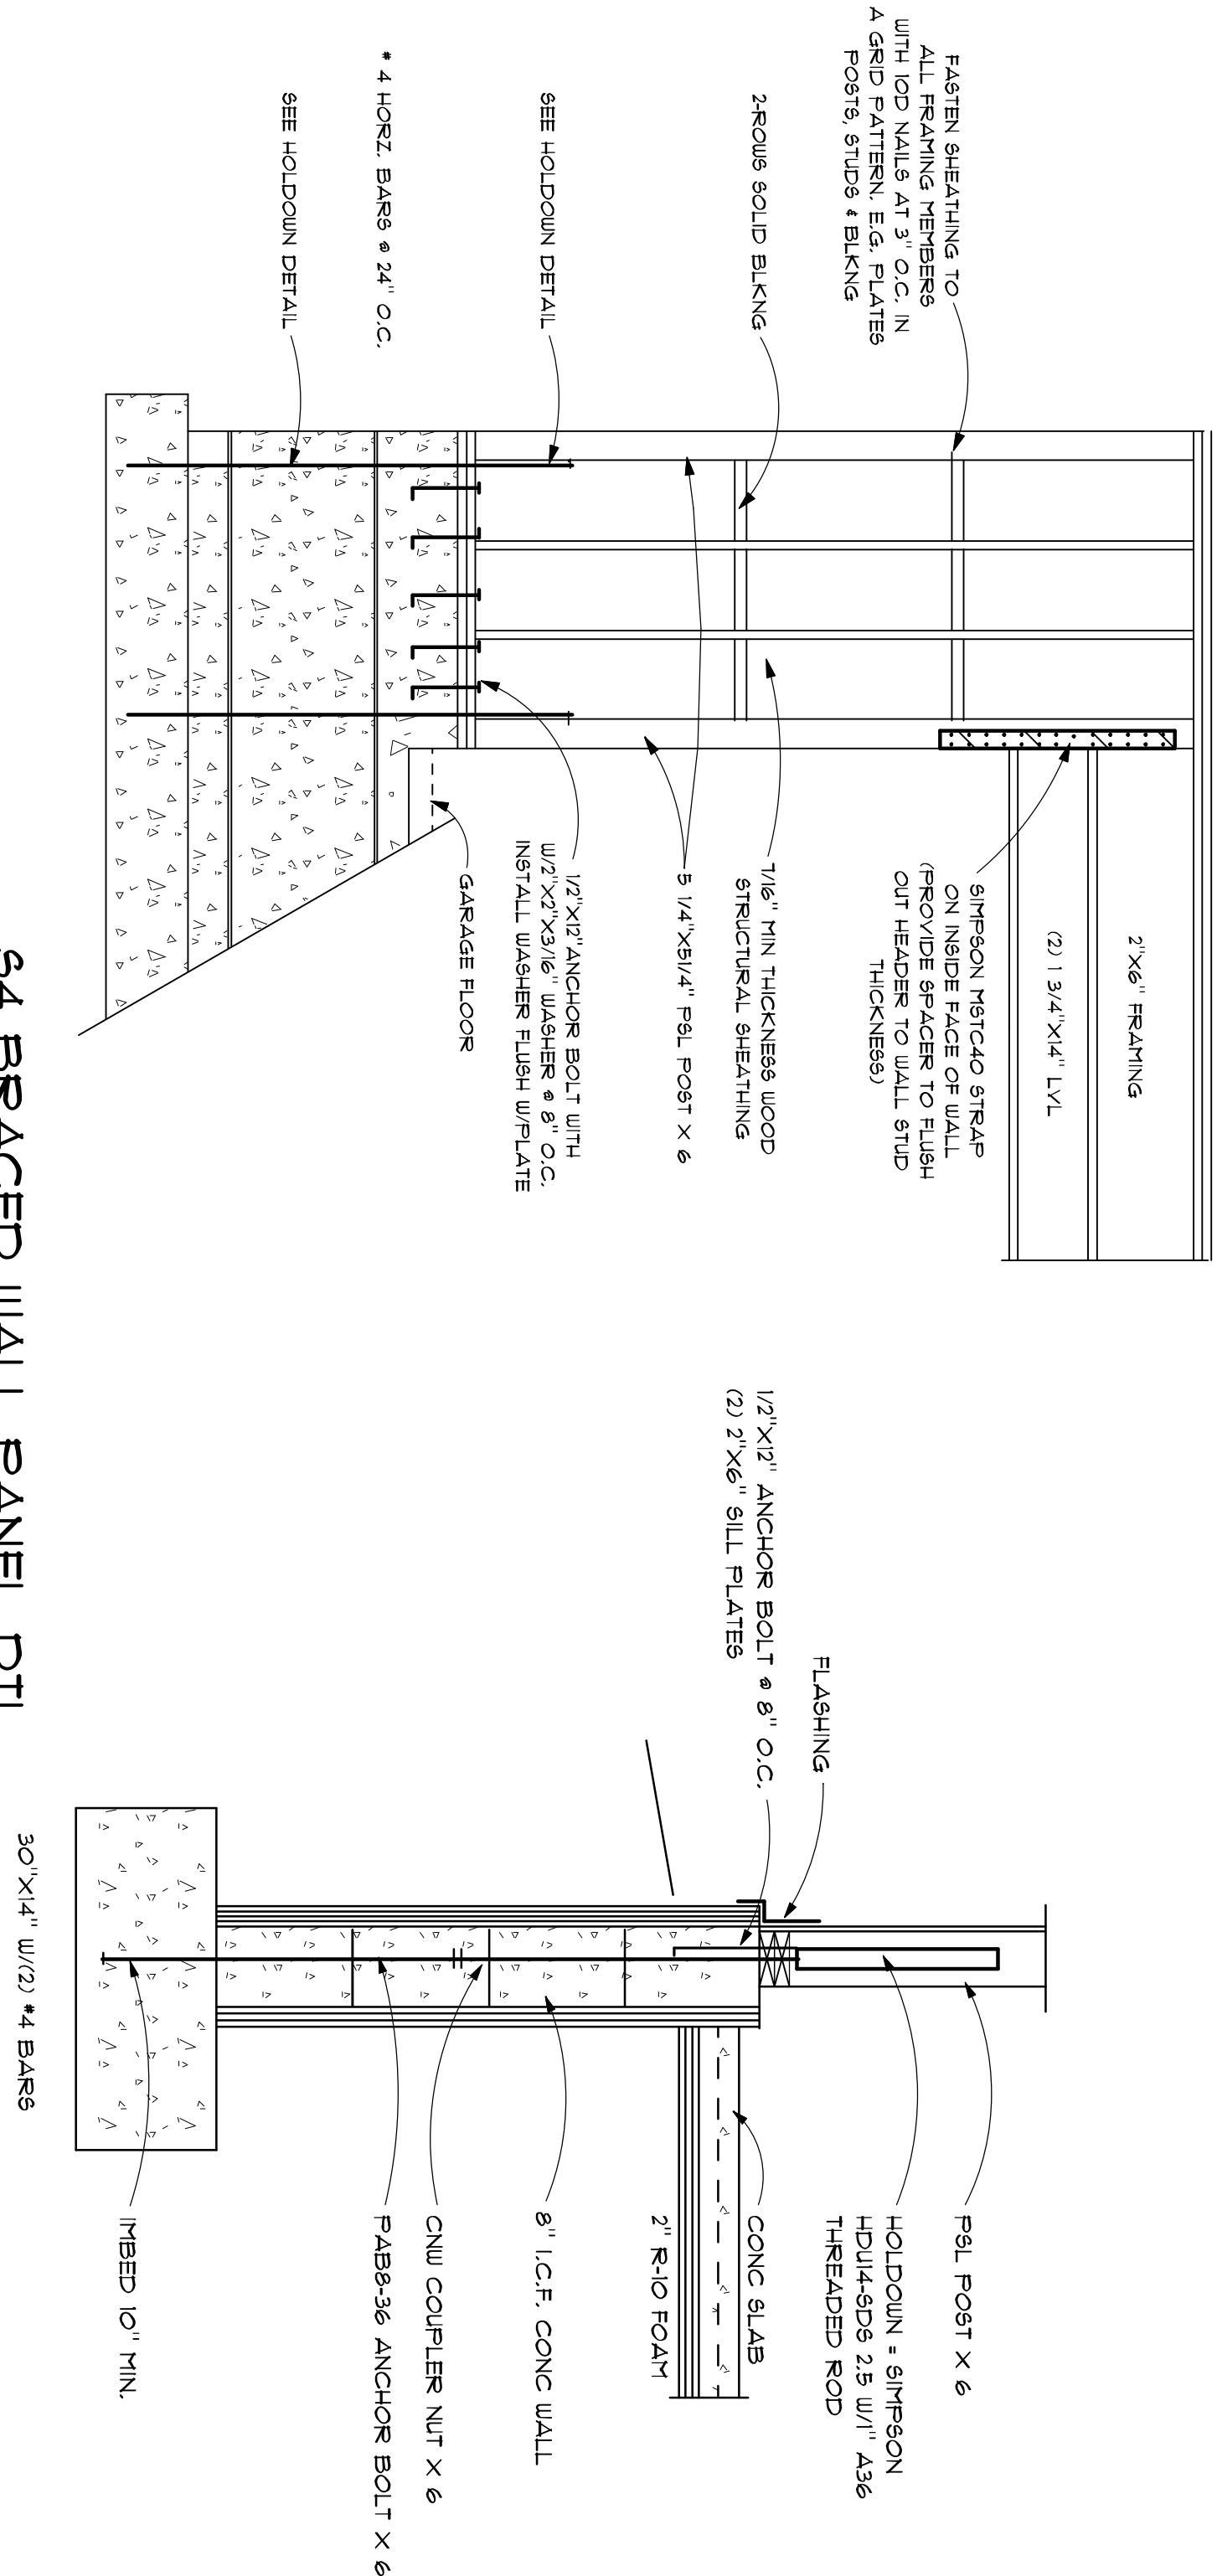 FASTEN SHEATHING TO
ALL FRAMING MEMBERS
WITH 10D NAILS AT 3" O.C. IN
A GRID PATTERN. E.G. PLATES
POSTS, STUDS & BLKNG
2-ROWS SOLID BLKNG
SEE HOLDOWN DETAIL
# 4 HORZ. BARS @ 24" O.C.
SEE HOLDOWN DETAIL
2"X6" FRAMING
(2) 1 3/4"X14" LVL
SIMPSON MSTC40 STRAP
ON INSIDE FACE OF WALL
(PROVIDE SPACER TO FLUSH
OUT HEADER TO WALL STUD
THICKNESS)
7/16" MIN THICKNESS WOOD
STRUCTURAL SHEATHING
5 1/4"X5 1/4" PSL POST X 6
1/2"X12" ANCHOR BOLT WITH
W/2"X2"X3/16" WASHER @ 8" O.C.
INSTALL WASHER FLUSH W/PLATE
GARAGE FLOOR
S4 BRACED WALL PANEL DTL
FLASHING
1/2"X12" ANCHOR BOLT @ 8" O.C.
(2) 2"X6" SILL PLATES
PSL POST X 6
HOLDOWN = SIMPSON
HDU14-SDS 2.5 W/1" A36
THREADED ROD
CONC SLAB
2" R-10 FOAM
8" I.C.F. CONC WALL
CNW COUPLER NUT X 6
PAB8-36 ANCHOR BOLT X 6
IMBED 10" MIN.
30"X14" W/(2) #4 BARS